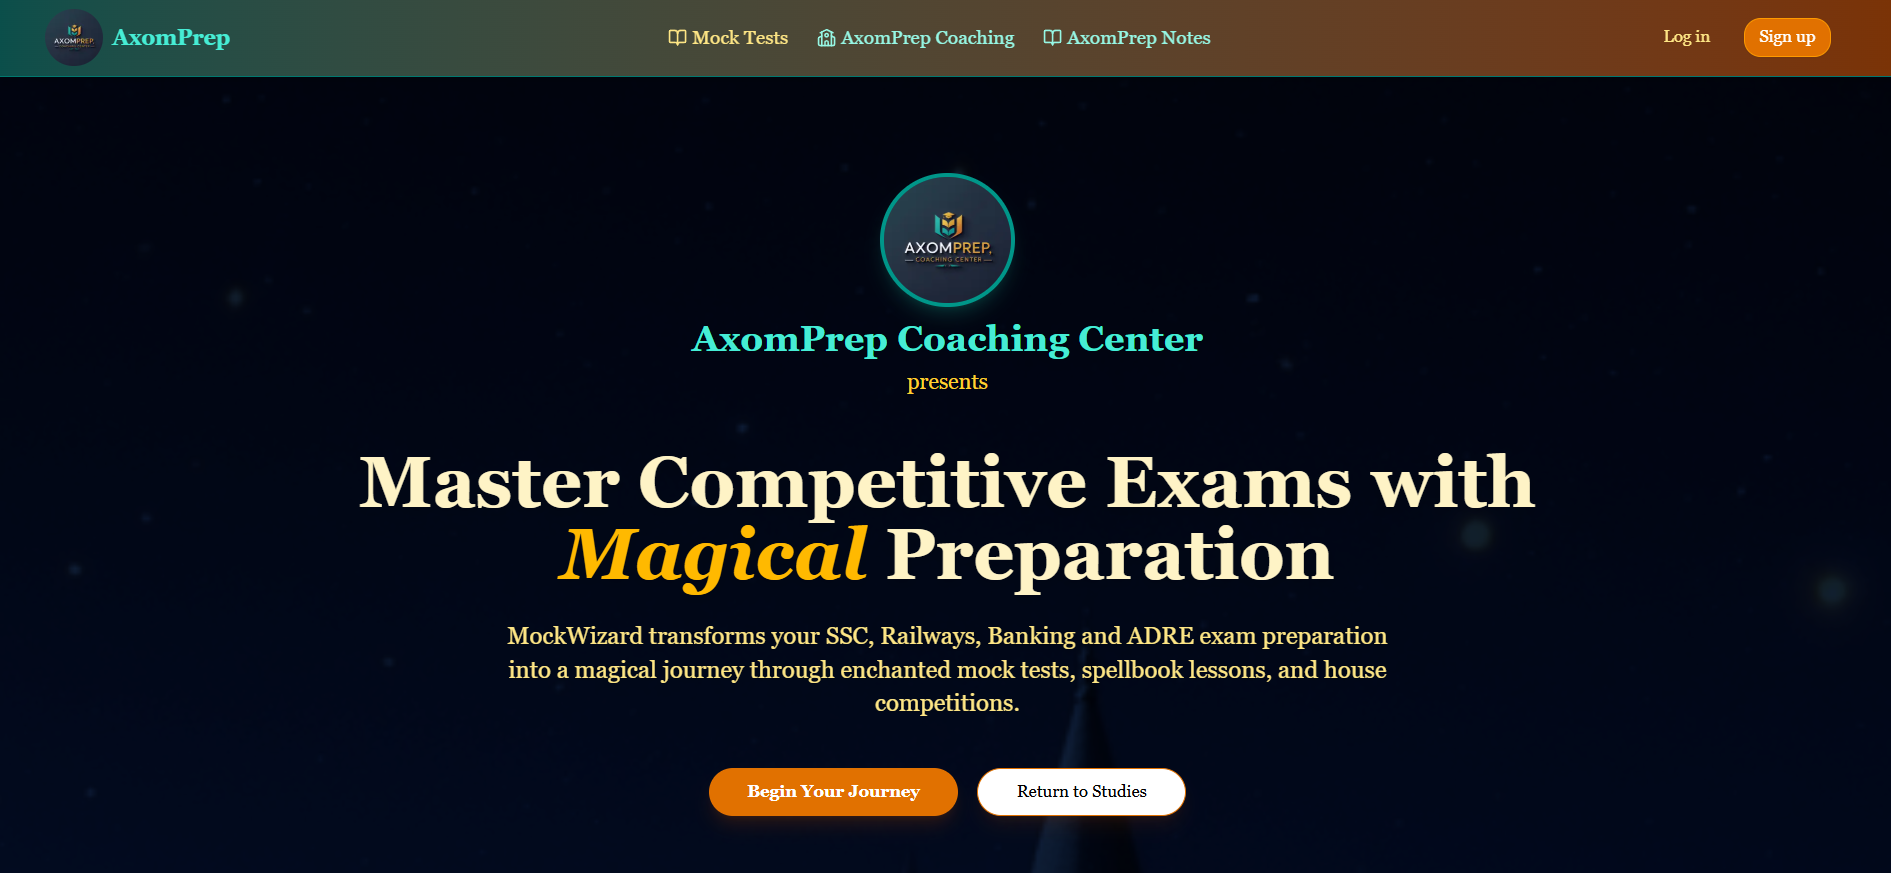 AXOMPREP
AxomPrep
Mock Tests
AxomPrep Coaching
AxomPrep Notes
Log in
Sign up
AXOMPREP
COACHING CENTER
AxomPrep Coaching Center
presents
Master Competitive Exams with
Magical Preparation
MockWizard transforms your SSC, Railways, Banking and ADRE exam preparation
into a magical journey through enchanted mock tests, spellbook lessons, and house
competitions.
Begin Your Journey
Return to Studies